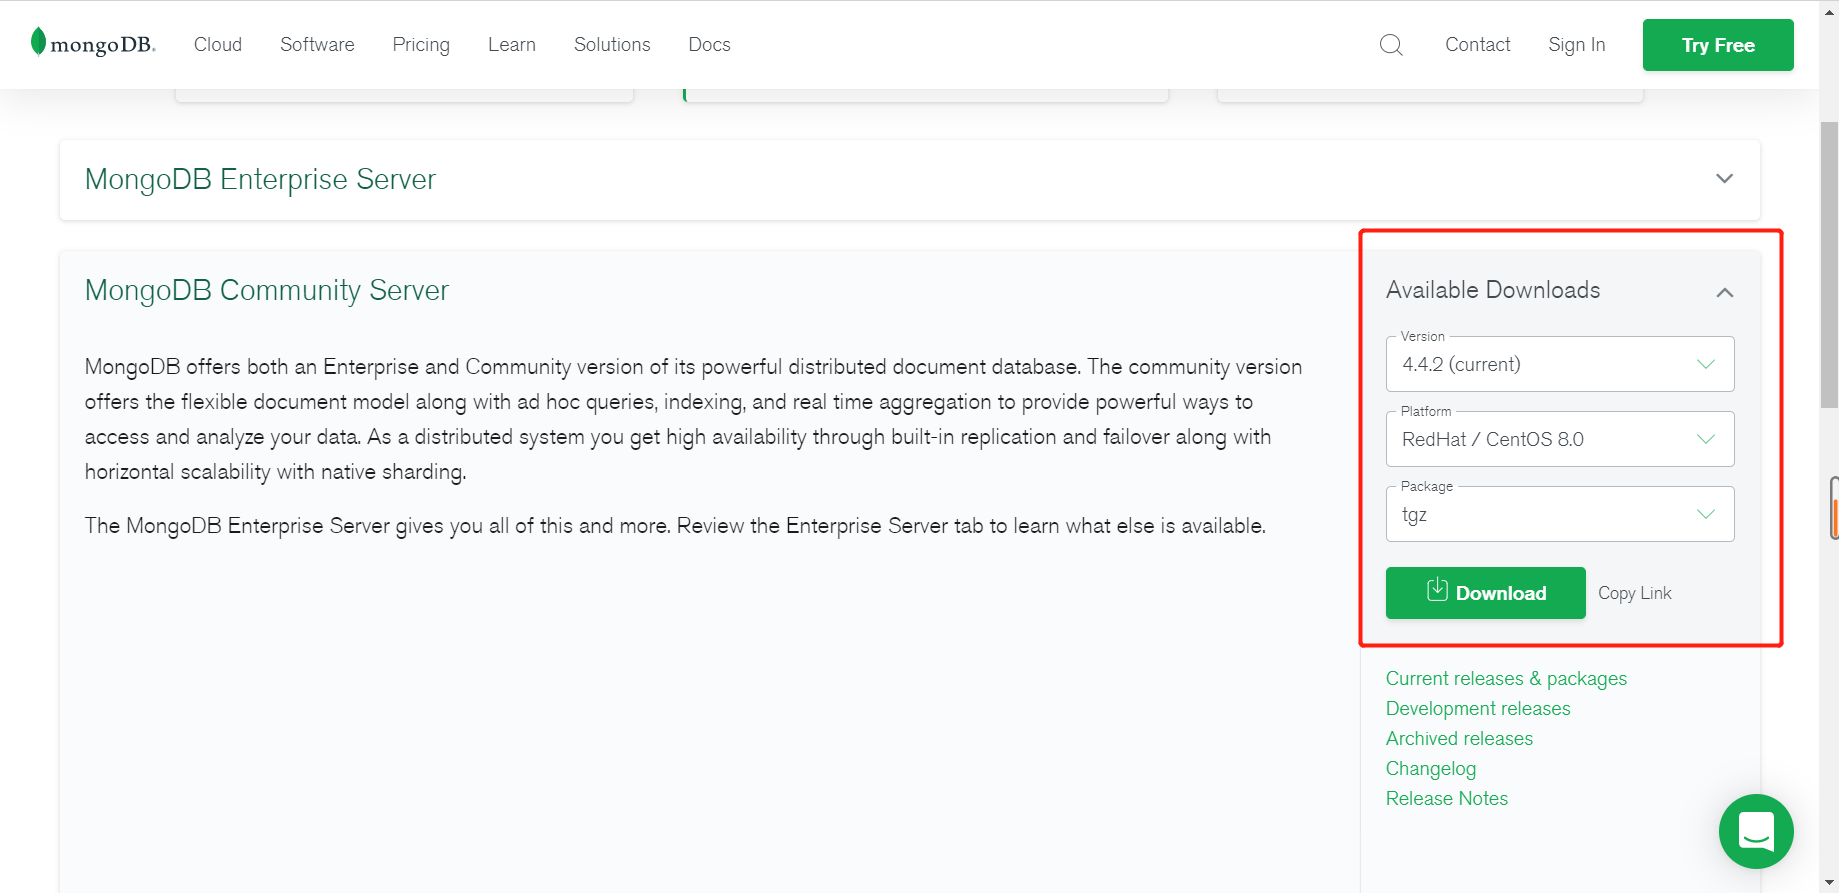 mongoDB.
Cloud
Software
Pricing
Learn
Solutions
Docs
Contact
Sign In
Try Free
MongoDB Enterprise Server
MongoDB Community Server
MongoDB offers both an Enterprise and Community version of its powerful distributed document database. The community version
offers the flexible document model along with ad hoc queries, indexing, and real time aggregation to provide powerful ways to
access and analyze your data. As a distributed system you get high availability through built-in replication and failover along with
horizontal scalability with native sharding.
The MongoDB Enterprise Server gives you all of this and more. Review the Enterprise Server tab to learn what else is available.
Available Downloads
Version
4.4.2 (current)
Platform
RedHat / CentOS 8.0
Package
tgz
Download
Copy Link
Current releases & packages
Development releases
Archived releases
Changelog
Release Notes